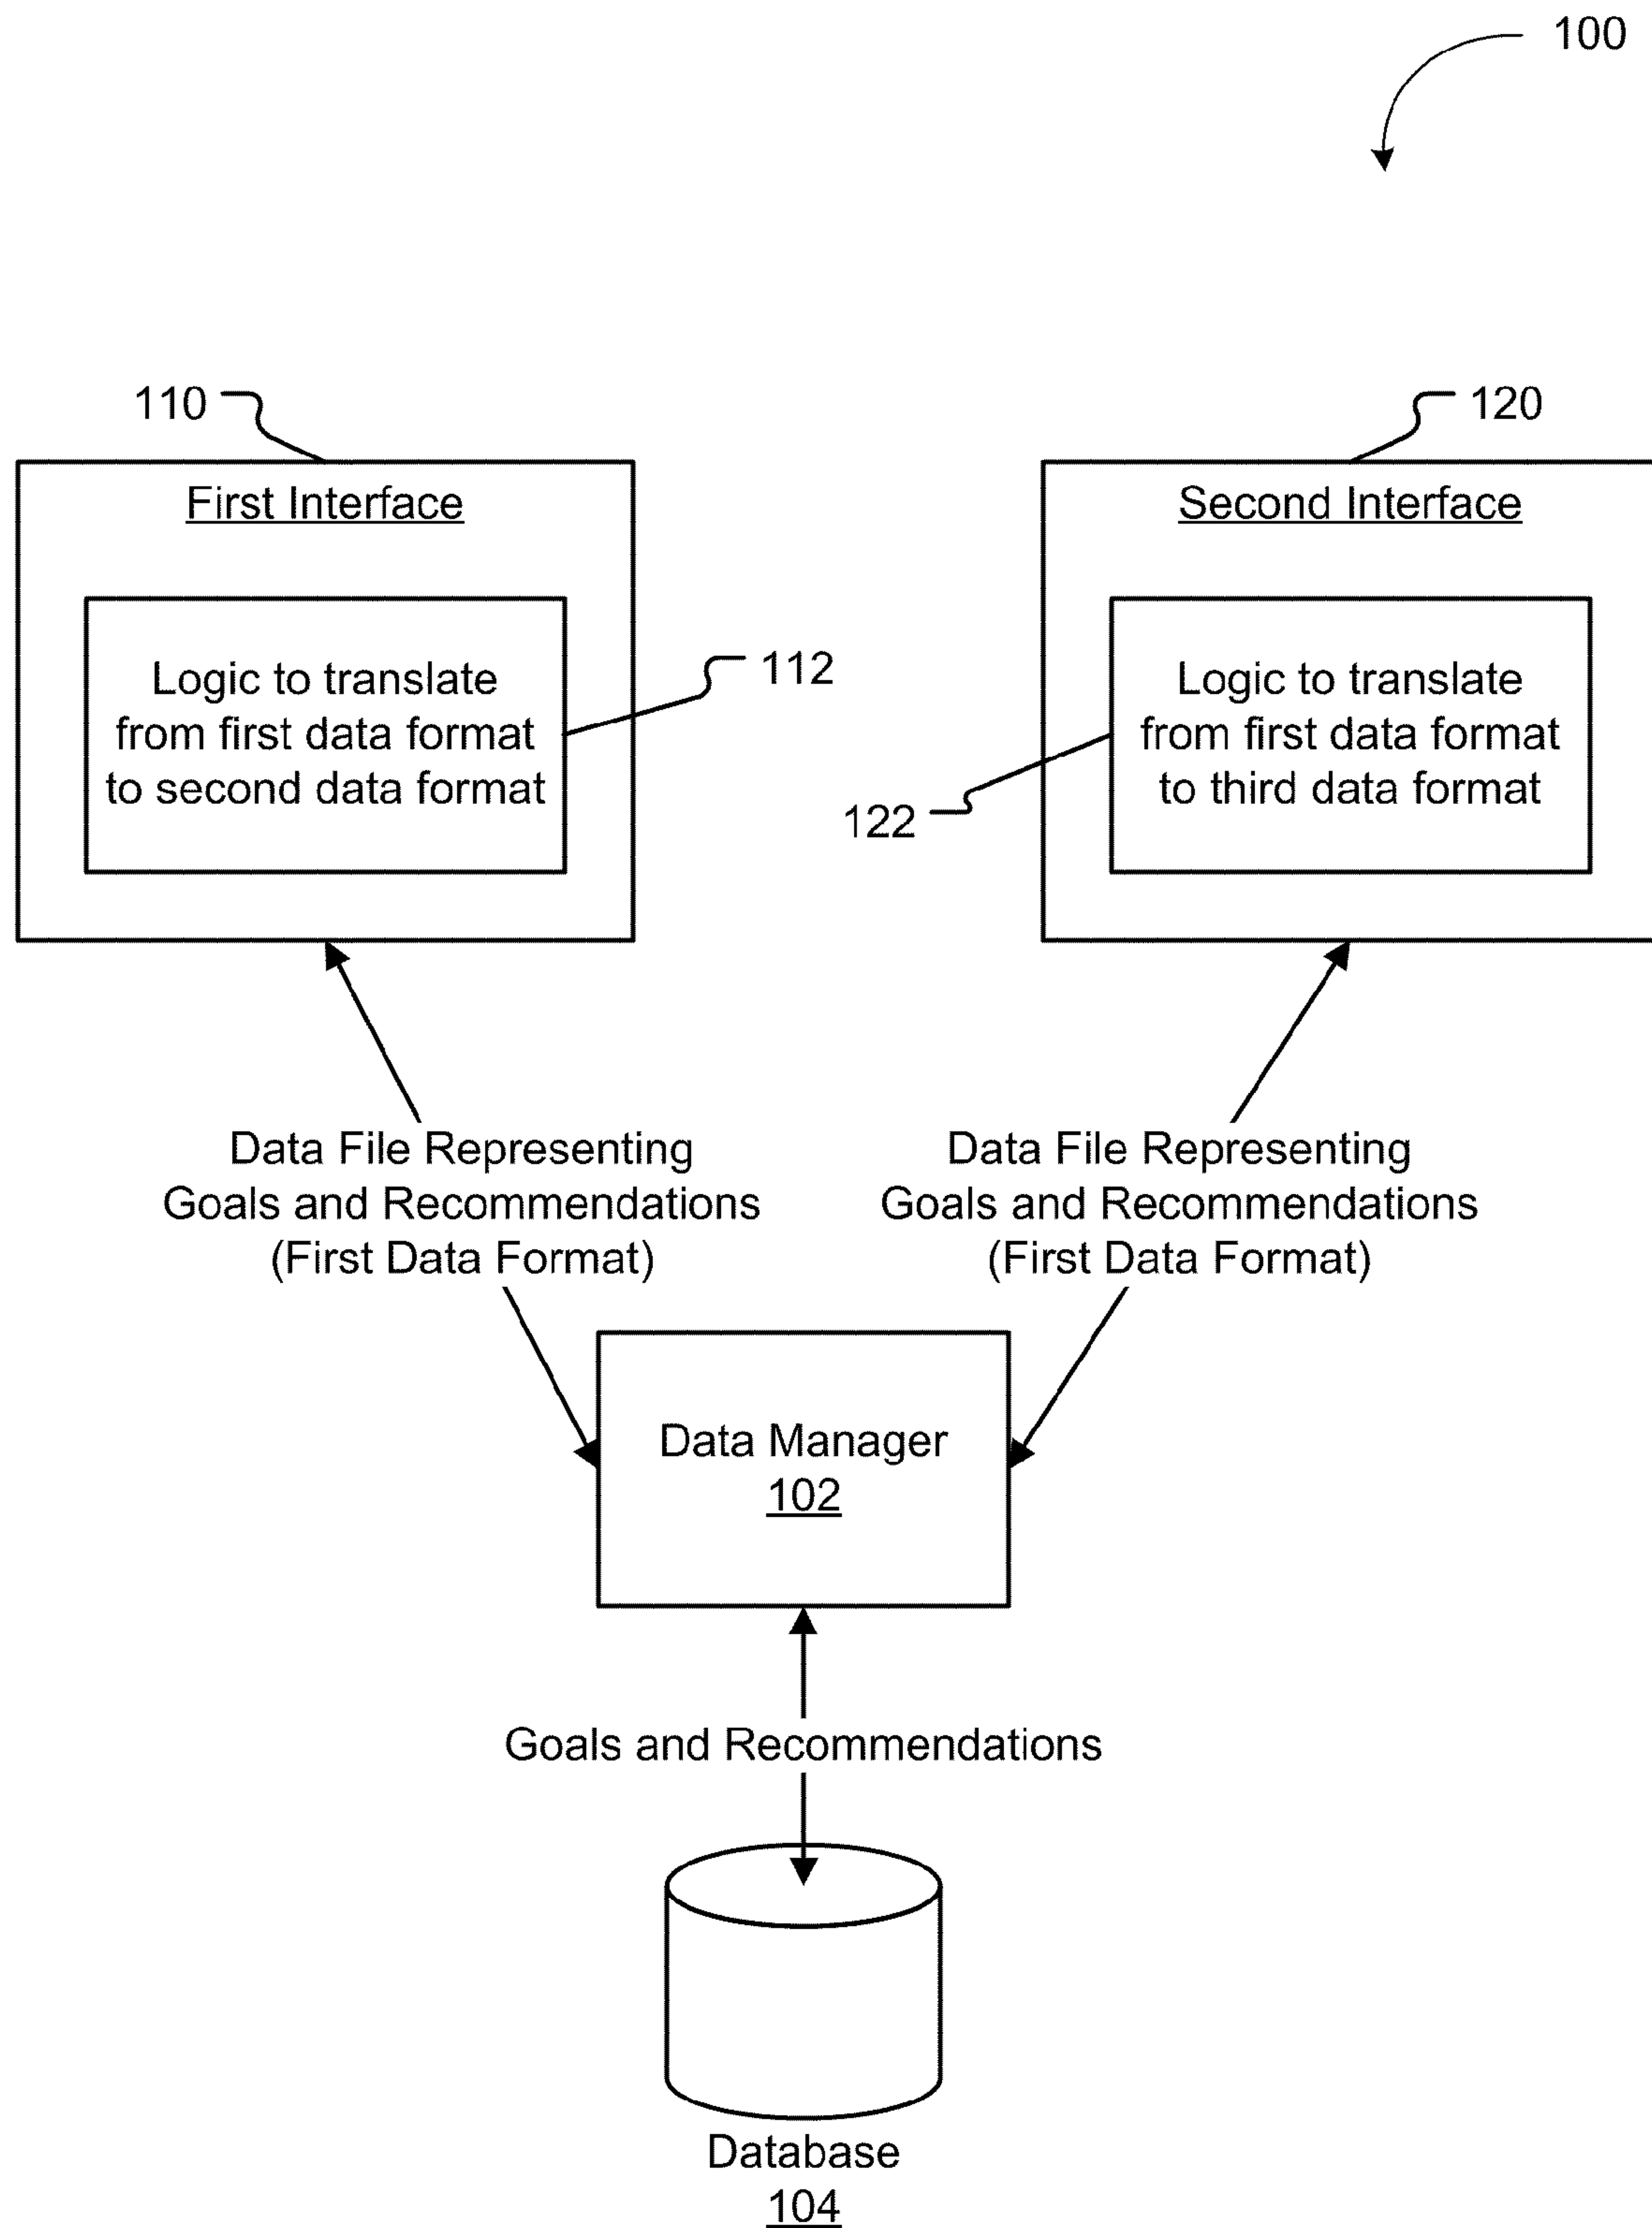 100
110
120
First Interface
Second Interface
Logic to translate
from first data format
to second data format
112
Logic to translate
from first data format
to third data format
122
Data File Representing
Goals and Recommendations
(First Data Format)
Data File Representing
Goals and Recommendations
(First Data Format)
Data Manager
102
Goals and Recommendations
Database
104